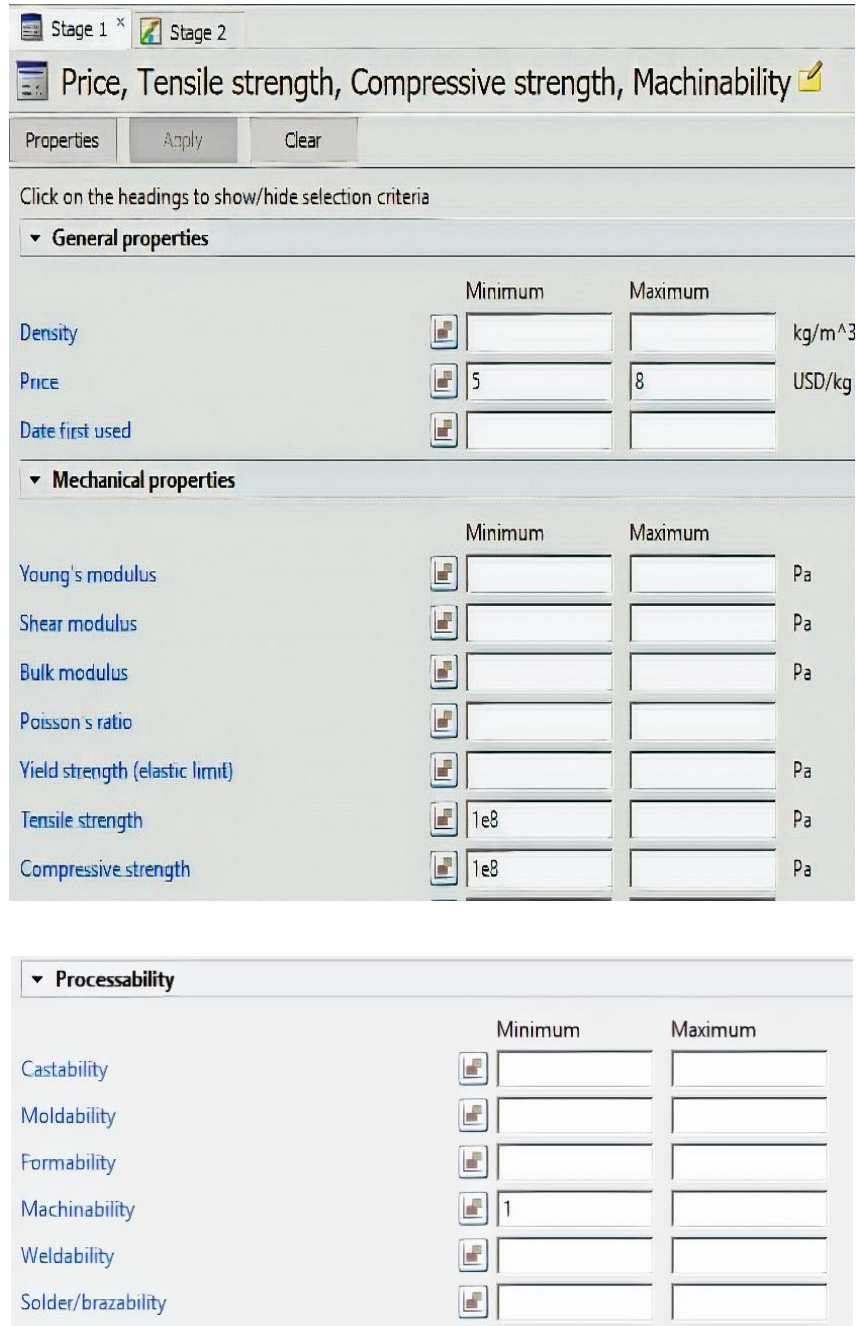 Stage 1 x Stage 2
Price, Tensile strength, Compressive strength, Machinability
Properties Apply Clear
Click on the headings to show/hide selection criteria
General properties
Minimum Maximum
Density kg/m^3
Price 5 8 USD/kg
Date first used
Mechanical properties
Minimum Maximum
Young's modulus Pa
Shear modulus Pa
Bulk modulus Pa
Poisson's ratio
Yield strength (elastic limit) Pa
Tensile strength 1e8 Pa
Compressive strength 1e8 Pa
Processability
Minimum Maximum
Castability
Moldability
Formability
Machinability 1
Weldability
Solder/brazability